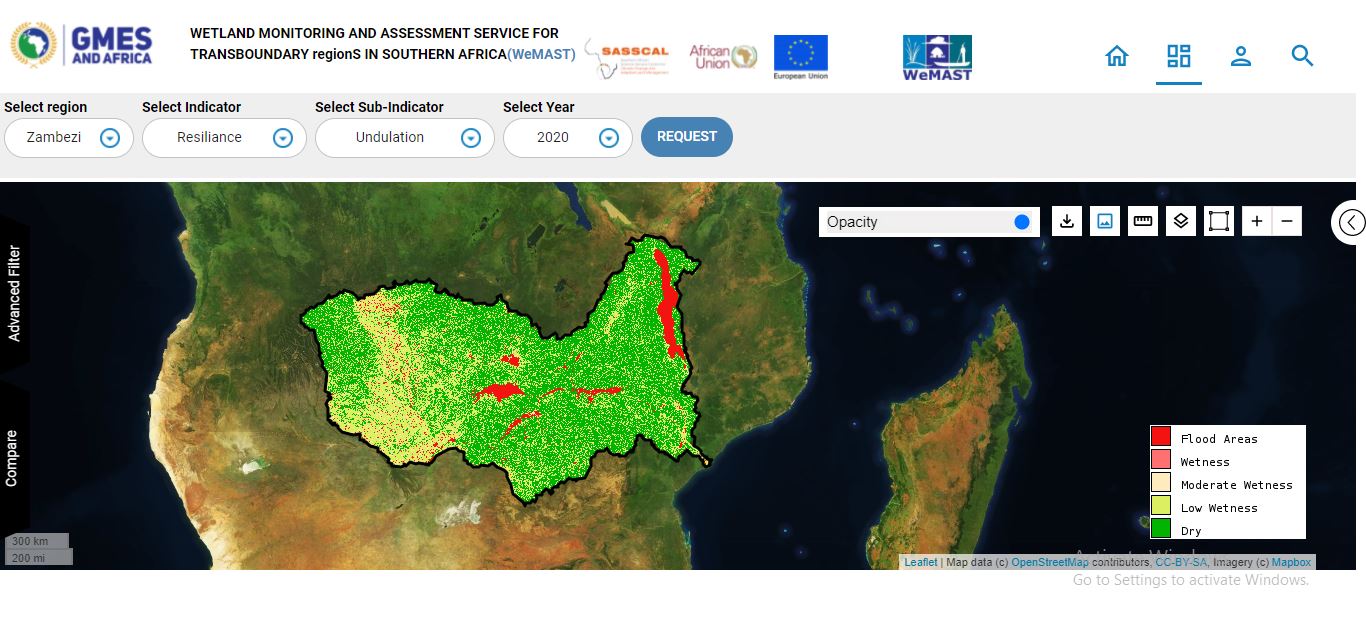 GMES
AND AFRICA
WETLAND MONITORING AND ASSESSMENT SERVICE FOR
TRANSBOUNDARY regionS IN SOUTHERN AFRICA(WeMAST)
SASSCAL
African
Union
European Union
WeMAST
Select region
Select Indicator
Select Sub-Indicator
Select Year
Zambezi
Resiliance
Undulation
2020
REQUEST
Advanced Filter
Compare
Opacity
+
−
Flood Areas
Wetness
Moderate Wetness
Low Wetness
Dry
300 km
200 mi
Leaflet | Map data (c) OpenStreetMap contributors, CC-BY-SA, Imagery (c) Mapbox
Activate Windows
Go to Settings to activate Windows.